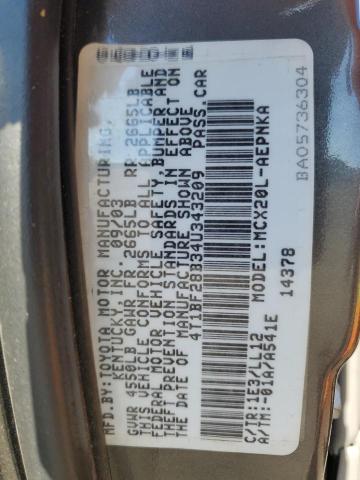 MFD.BY:TOYOTA MOTOR MANUFACTURING,
KENTUCKY, INC. 09/03
GVWR 4550LB GAWR FR 2665LB RR 2665LB
THIS VEHICLE CONFORMS TO ALL APPLICABLE
FEDERAL MOTOR VEHICLE SAFETY, BUMPER AND
THEFT PREVENTION STANDARDS IN EFFECT ON
THE DATE OF MANUFACTURE SHOWN ABOVE
4T1BF28B34U343209 PASS. CAR
C/TR:1E3/LL12 MODEL:MCX20L-AEPNKA
A/TM:-01A/A541E 14378
BA05736304